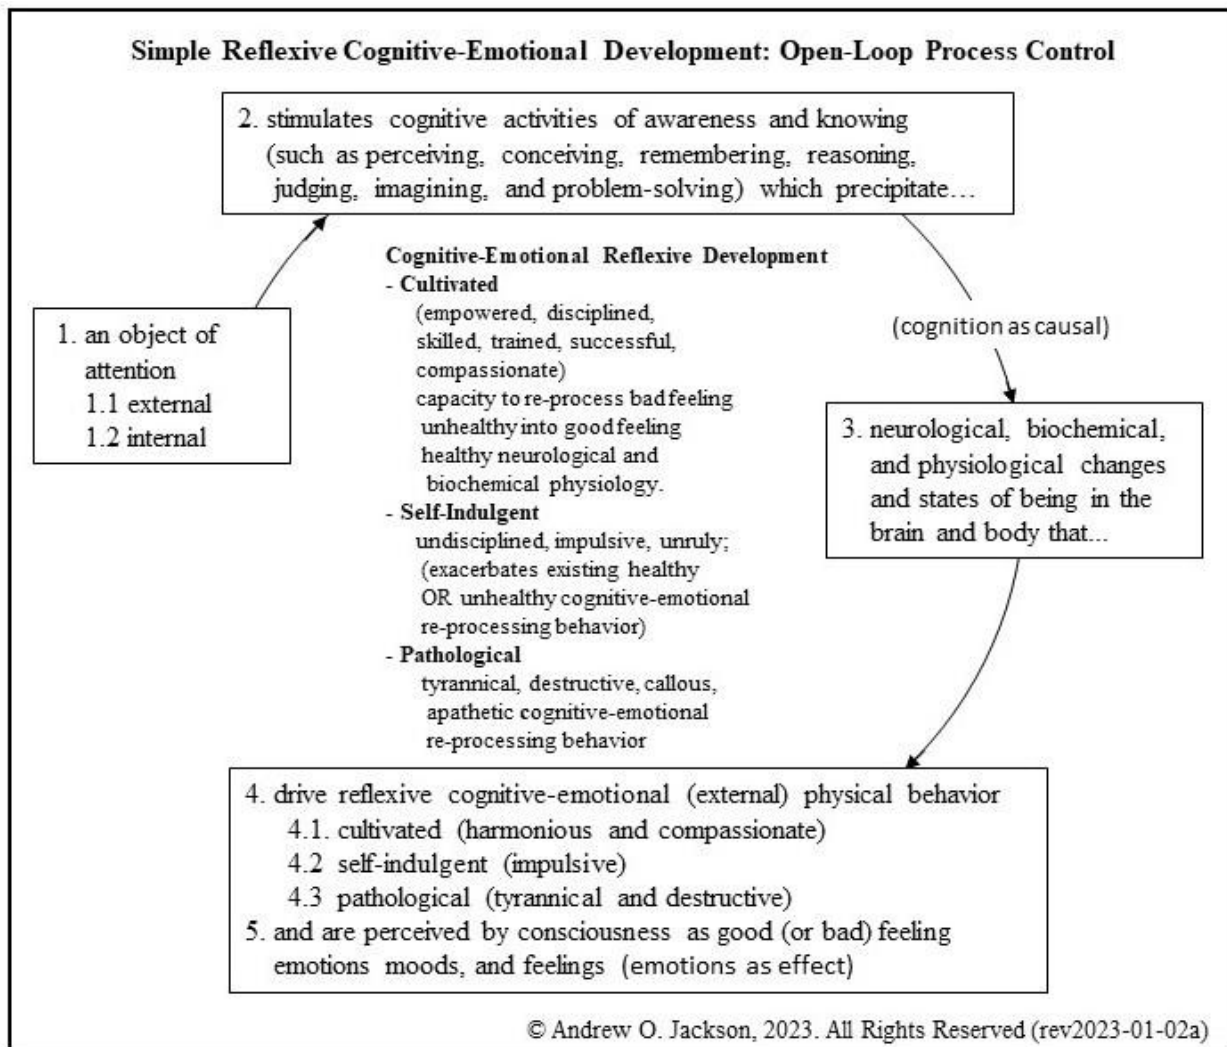 Simple Reflexive Cognitive-Emotional Development: Open-Loop Process Control
2. stimulates cognitive activities of awareness and knowing
(such as perceiving, conceiving, remembering, reasoning,
judging, imagining, and problem-solving) which precipitate…
1. an object of
attention
1.1 external
1.2 internal
Cognitive-Emotional Reflexive Development
- Cultivated
(empowered, disciplined,
skilled, trained, successful,
compassionate)
capacity to re-process bad feeling
unhealthy into good feeling
healthy neurological and
biochemical physiology.
- Self-Indulgent
undisciplined, impulsive, unruly;
(exacerbates existing healthy
OR unhealthy cognitive-emotional
re-processing behavior)
- Pathological
tyrannical, destructive, callous,
apathetic cognitive-emotional
re-processing behavior
(cognition as causal)
3. neurological, biochemical,
and physiological changes
and states of being in the
brain and body that...
4. drive reflexive cognitive-emotional (external) physical behavior
4.1. cultivated (harmonious and compassionate)
4.2 self-indulgent (impulsive)
4.3 pathological (tyrannical and destructive)
5. and are perceived by consciousness as good (or bad) feeling
emotions moods, and feelings (emotions as effect)
© Andrew O. Jackson, 2023. All Rights Reserved (rev2023-01-02a)